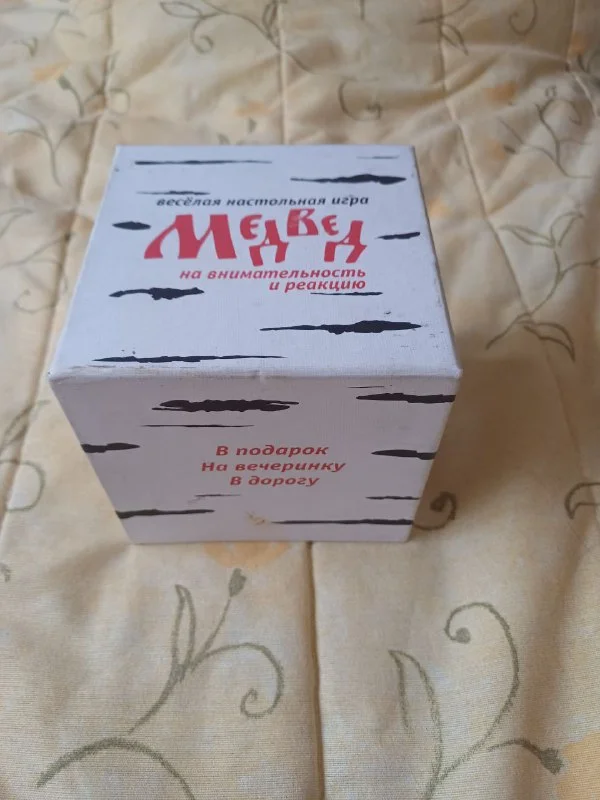 весёлая настольная игра
Медвед
на внимательность
и реакцию
В подарок
На вечеринку
В дорогу